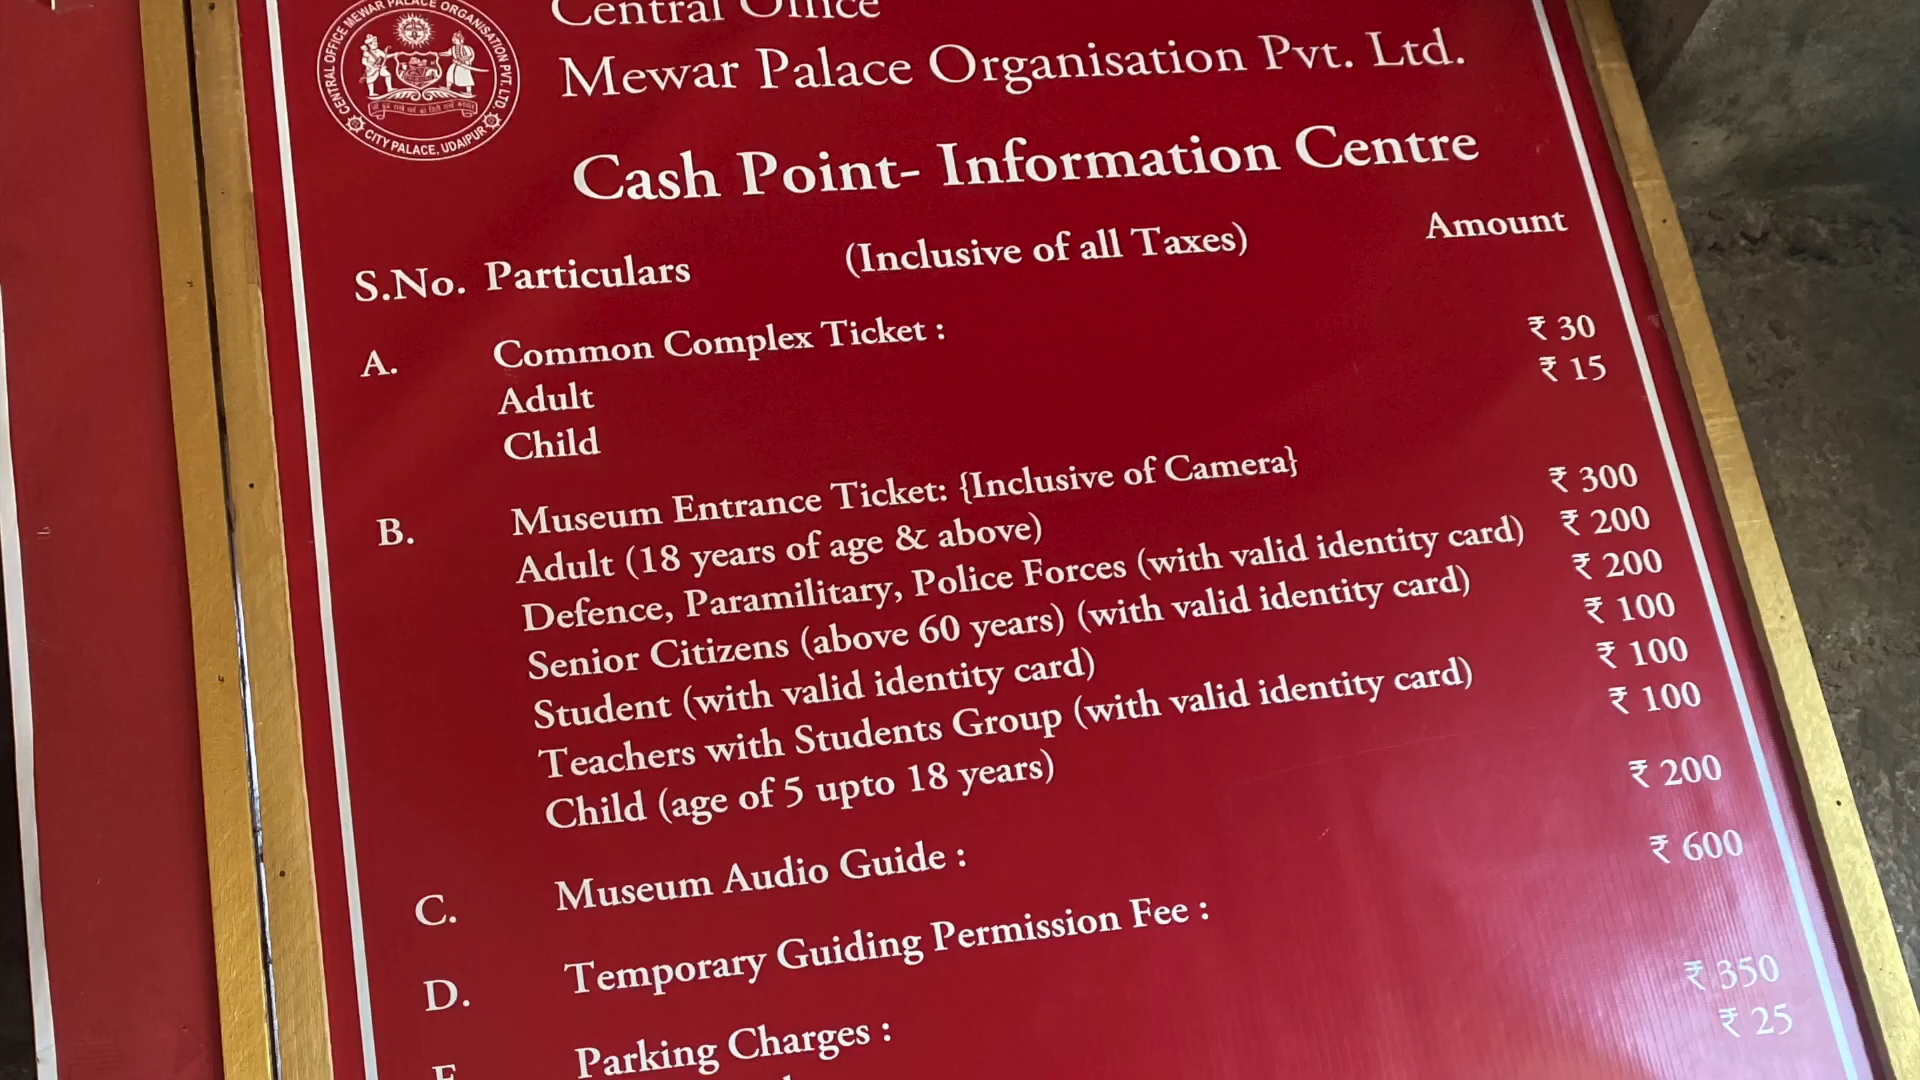 CENTRAL OFFICE MEWAR PALACE ORGANISATION PVT. LTD.
CITY PALACE, UDAIPUR
Central Office
Mewar Palace Organisation Pvt. Ltd.
Cash Point- Information Centre
S.No. Particulars (Inclusive of all Taxes) Amount
A. Common Complex Ticket :
Adult ₹ 30
Child ₹ 15
B. Museum Entrance Ticket: {Inclusive of Camera}
Adult (18 years of age & above) ₹ 300
Defence, Paramilitary, Police Forces (with valid identity card) ₹ 200
Senior Citizens (above 60 years) (with valid identity card) ₹ 200
Student (with valid identity card) ₹ 100
Teachers with Students Group (with valid identity card) ₹ 100
Child (age of 5 upto 18 years) ₹ 100
C. Museum Audio Guide : ₹ 200
D. Temporary Guiding Permission Fee : ₹ 600
Parking Charges :
₹ 350
₹ 25